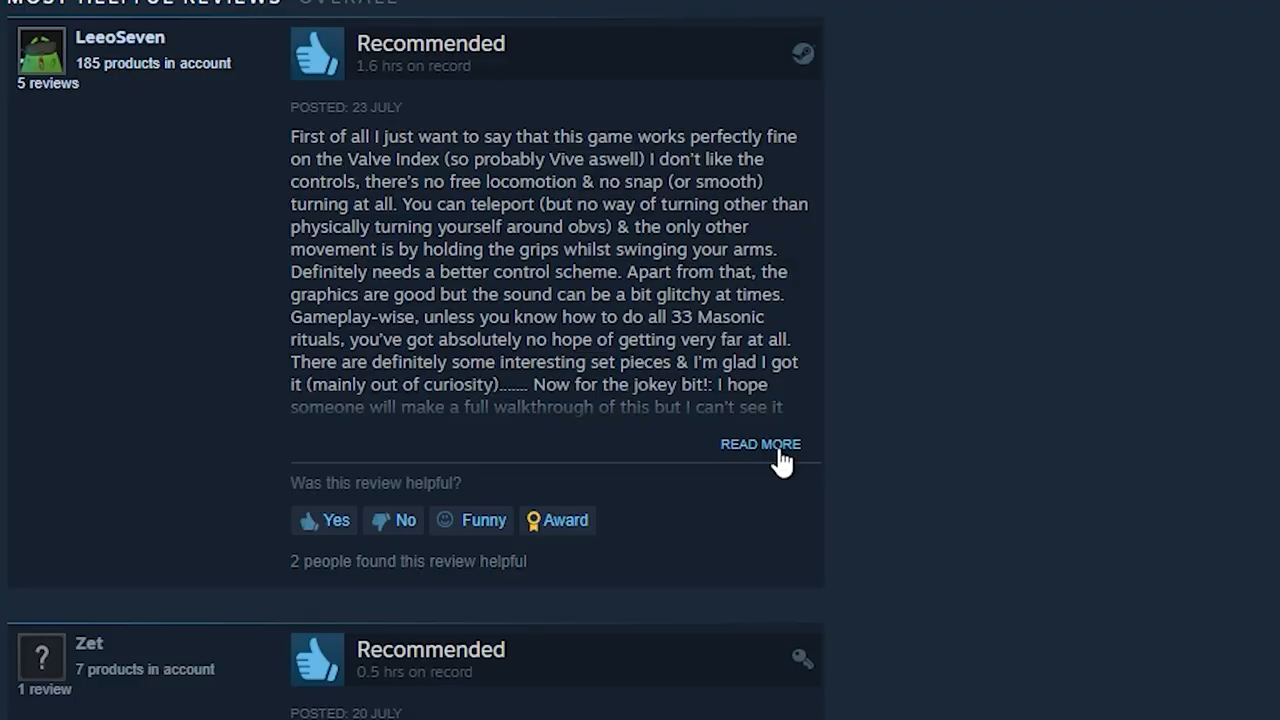 MOST HELPFUL REVIEWS OVERALL
LeeoSeven
185 products in account
5 reviews
Recommended
1.6 hrs on record
POSTED: 23 JULY
First of all I just want to say that this game works perfectly fine
on the Valve Index (so probably Vive aswell) I don't like the
controls, there's no free locomotion & no snap (or smooth)
turning at all. You can teleport (but no way of turning other than
physically turning yourself around obvs) & the only other
movement is by holding the grips whilst swinging your arms.
Definitely needs a better control scheme. Apart from that, the
graphics are good but the sound can be a bit glitchy at times.
Gameplay-wise, unless you know how to do all 33 Masonic
rituals, you've got absolutely no hope of getting very far at all.
There are definitely some interesting set pieces & I'm glad I got
it (mainly out of curiosity)....... Now for the jokey bit!: I hope
someone will make a full walkthrough of this but I can't see it
READ MORE
Was this review helpful?
Yes No Funny Award
2 people found this review helpful
Zet
7 products in account
1 review
Recommended
0.5 hrs on record
POSTED: 20 JULY